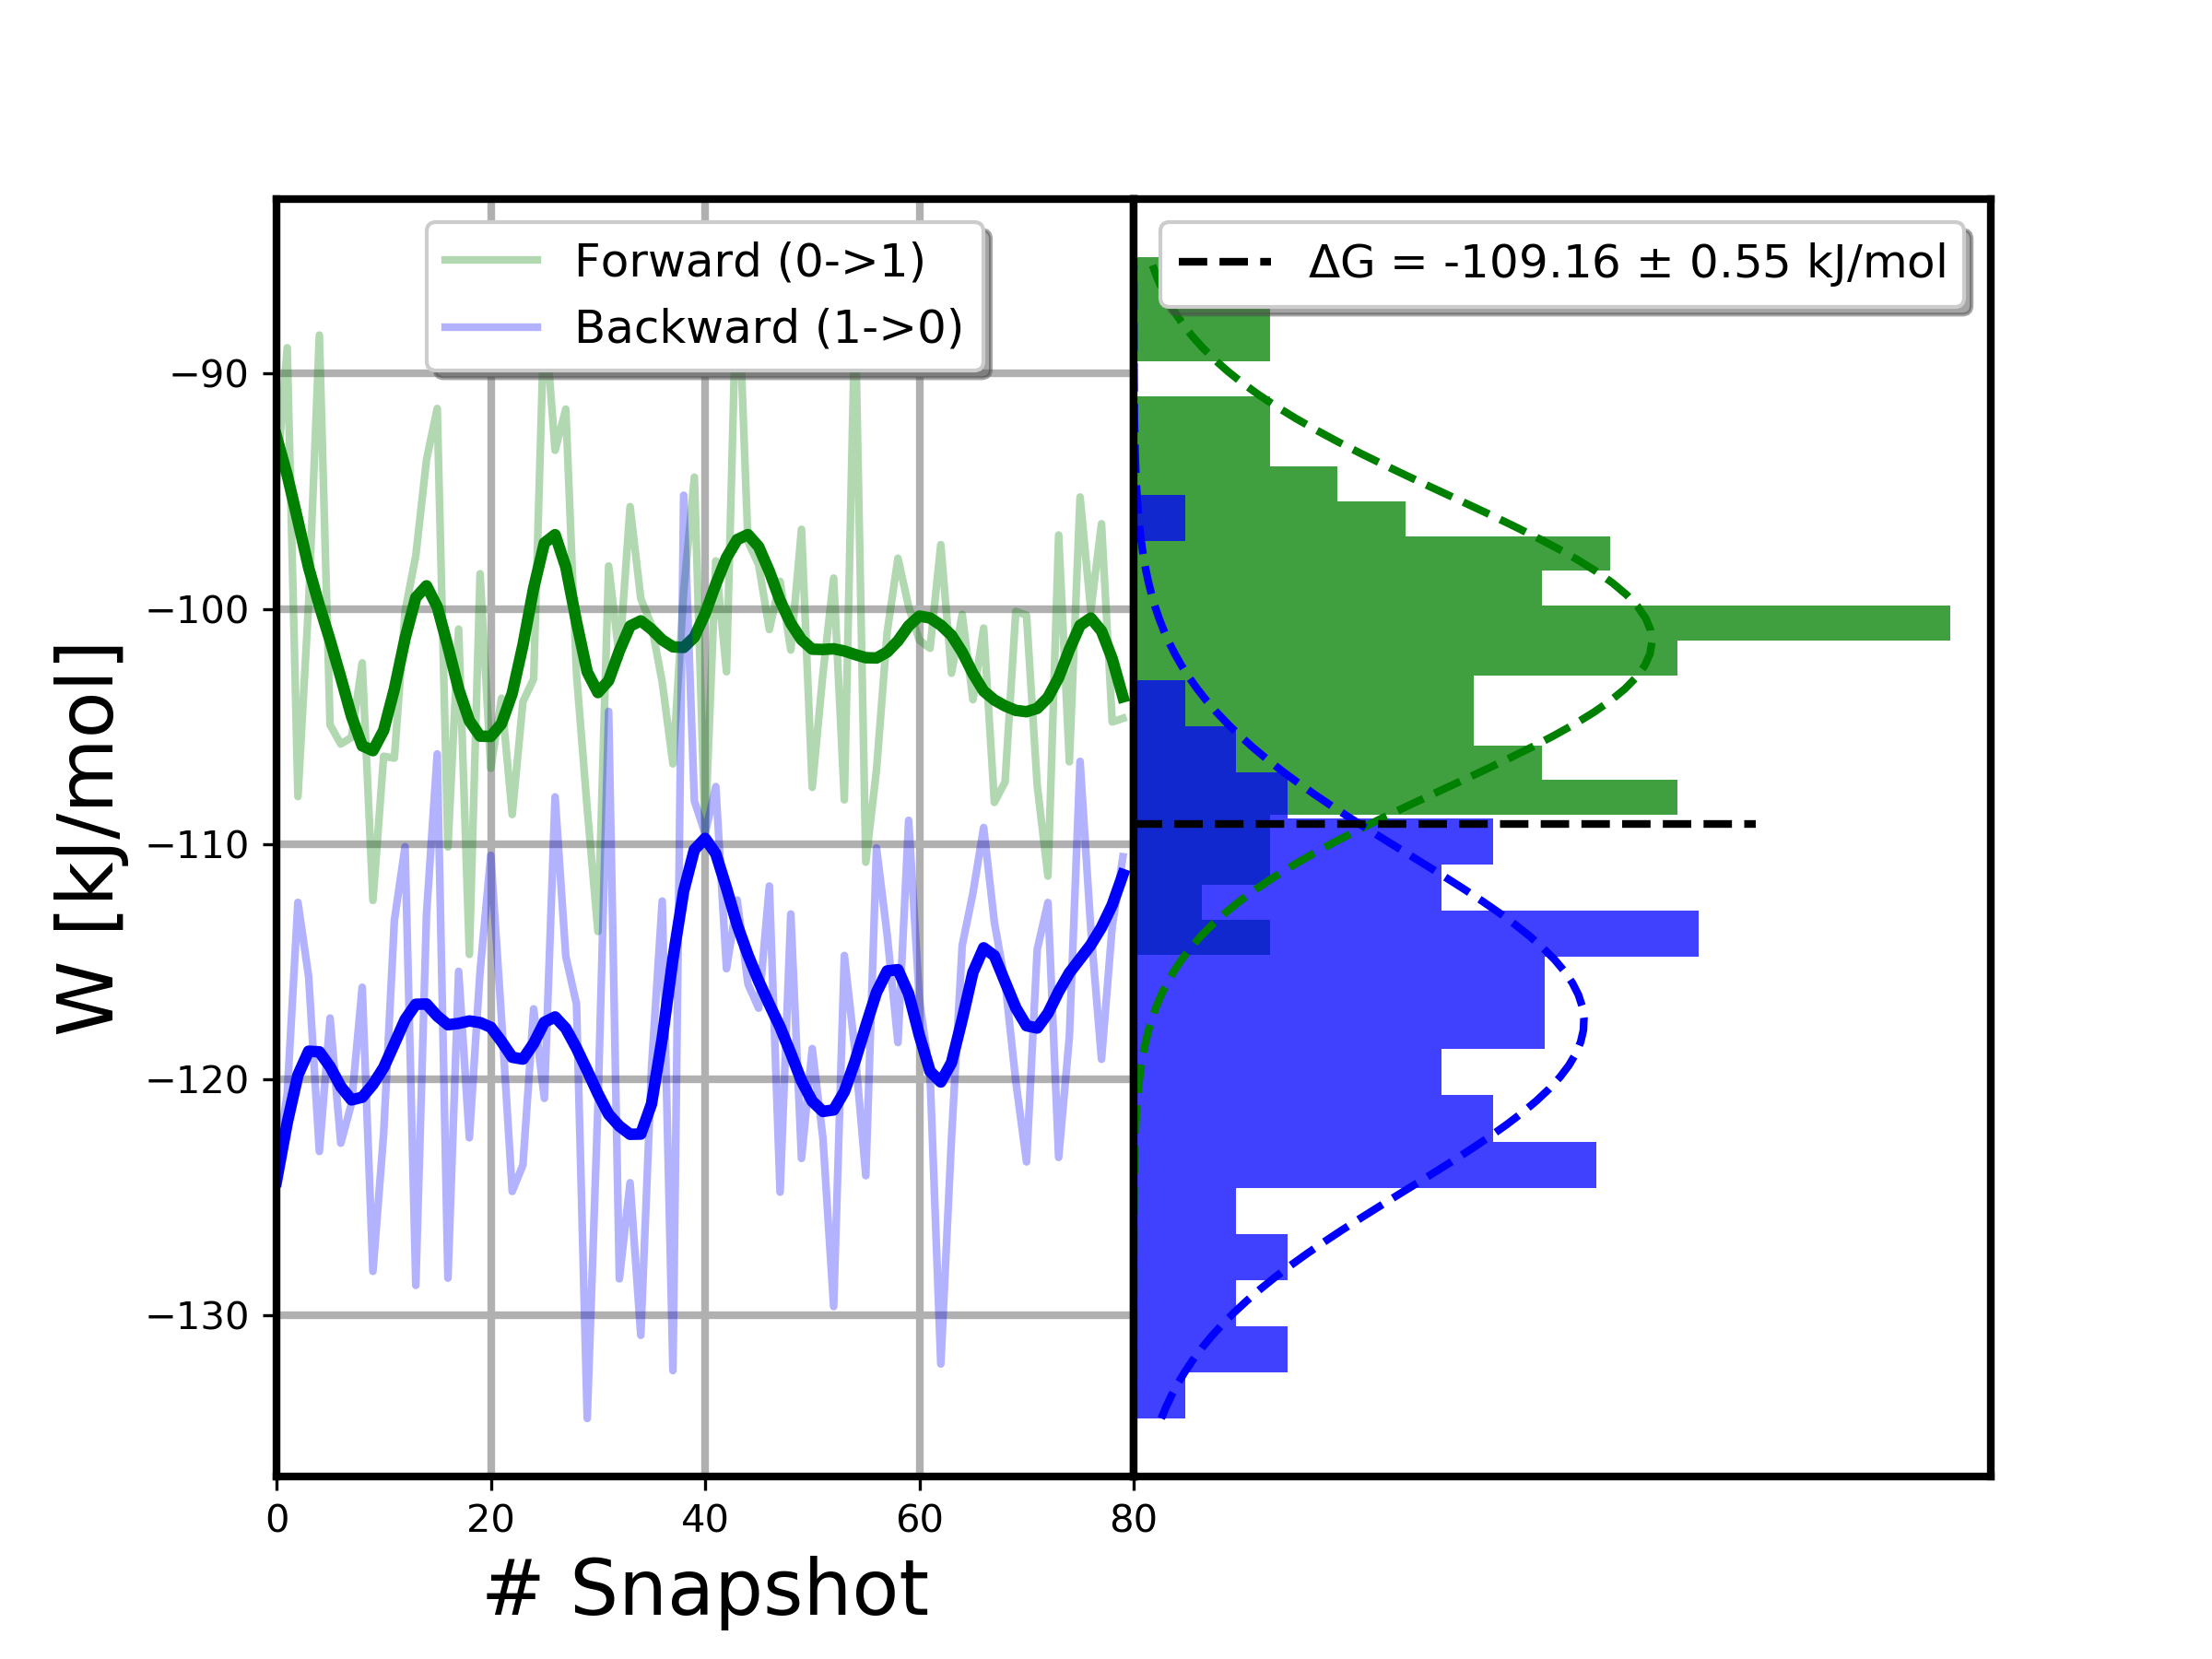 Forward (0->1)
Backward (1->0)
ΔG = -109.16 ± 0.55 kJ/mol
W [kJ/mol]
−90
−100
−110
−120
−130
0 20 40 60 80
# Snapshot